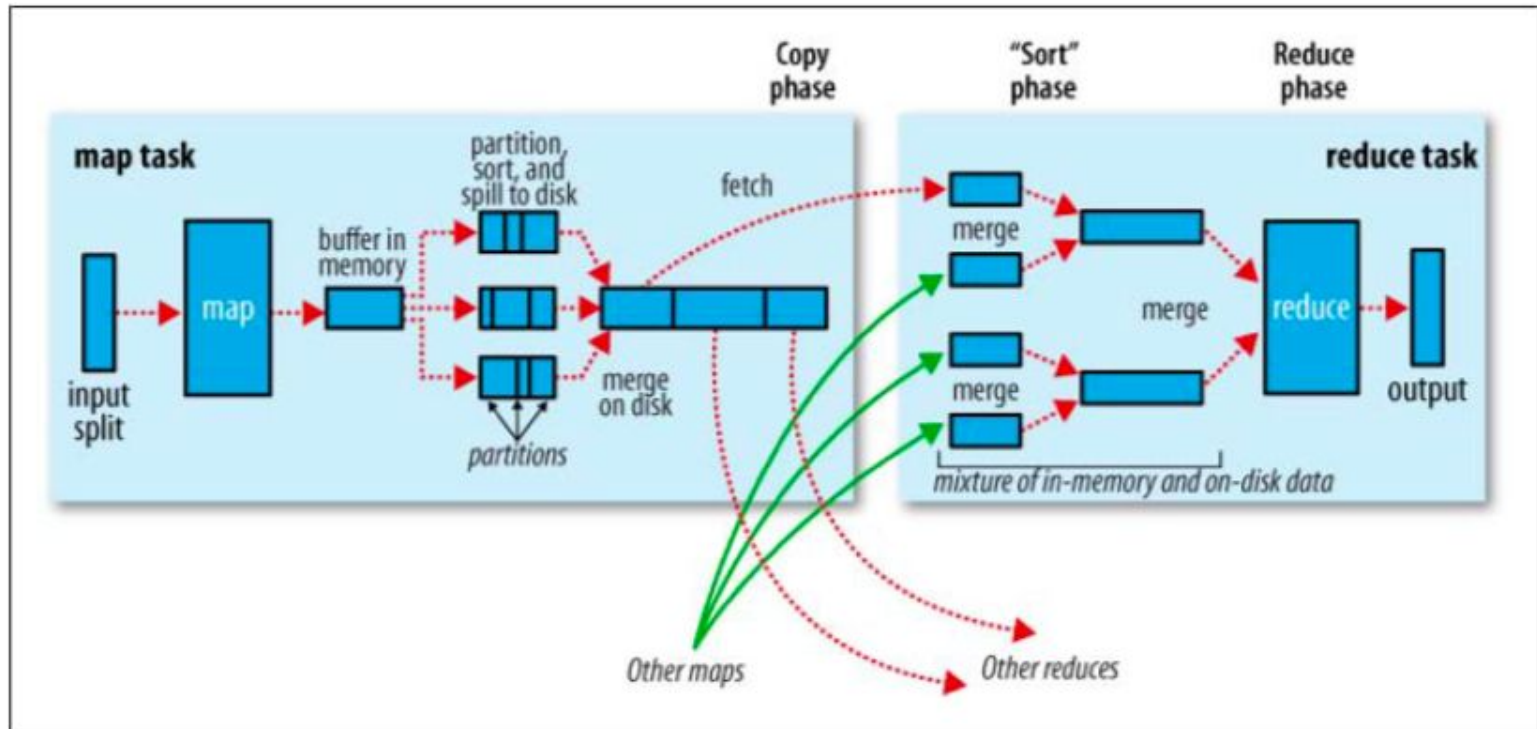 Copy
phase
“Sort”
phase
Reduce
phase
map task
partition,
sort, and
spill to disk
fetch
reduce task
buffer in
memory
merge
map
merge
reduce
input
split
merge
on disk
merge
output
partitions
mixture of in-memory and on-disk data
Other maps
Other reduces